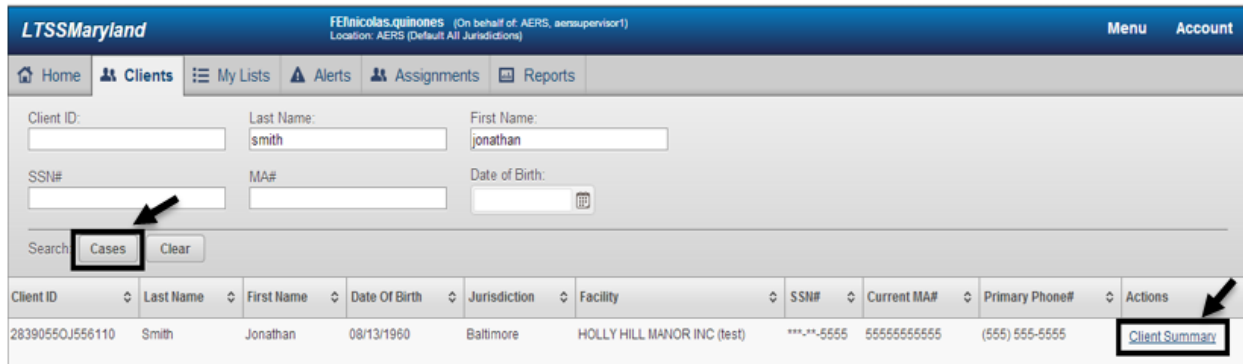 LTSSMaryland
FEI\nicolas.quinones (On behalf of: AERS, aerssupervisor1)
Location: AERS (Default All Jurisdictions)
Menu Account
Home Clients My Lists Alerts Assignments Reports
Client ID: Last Name: First Name:
smith jonathan
SSN# MA# Date of Birth:
Search: Cases Clear
Client ID Last Name First Name Date Of Birth Jurisdiction Facility SSN# Current MA# Primary Phone# Actions
2839055OJ556110 Smith Jonathan 08/13/1960 Baltimore HOLLY HILL MANOR INC (test) ***-**-5555 55555555555 (555) 555-5555 Client Summary